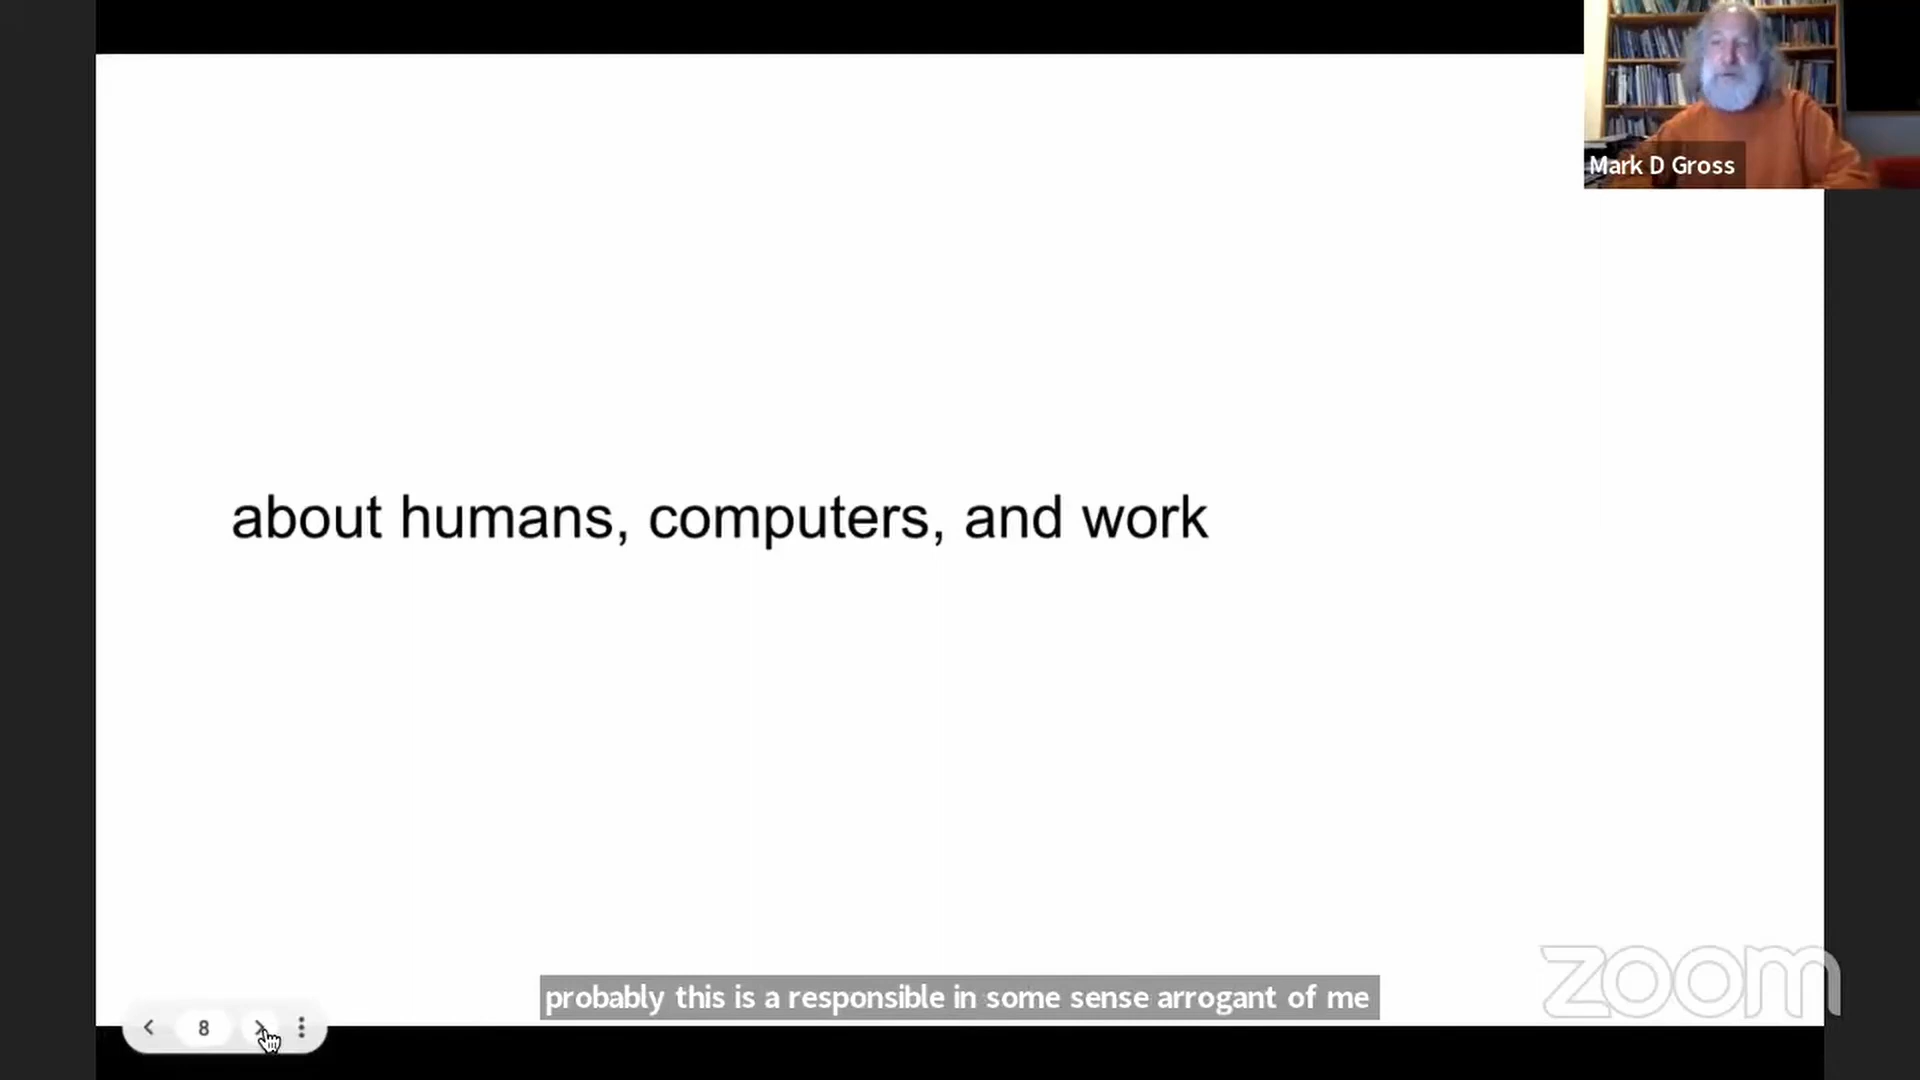 Mark D Gross
about humans, computers, and work
probably this is a responsible in some sense arrogant of me
zoom
8